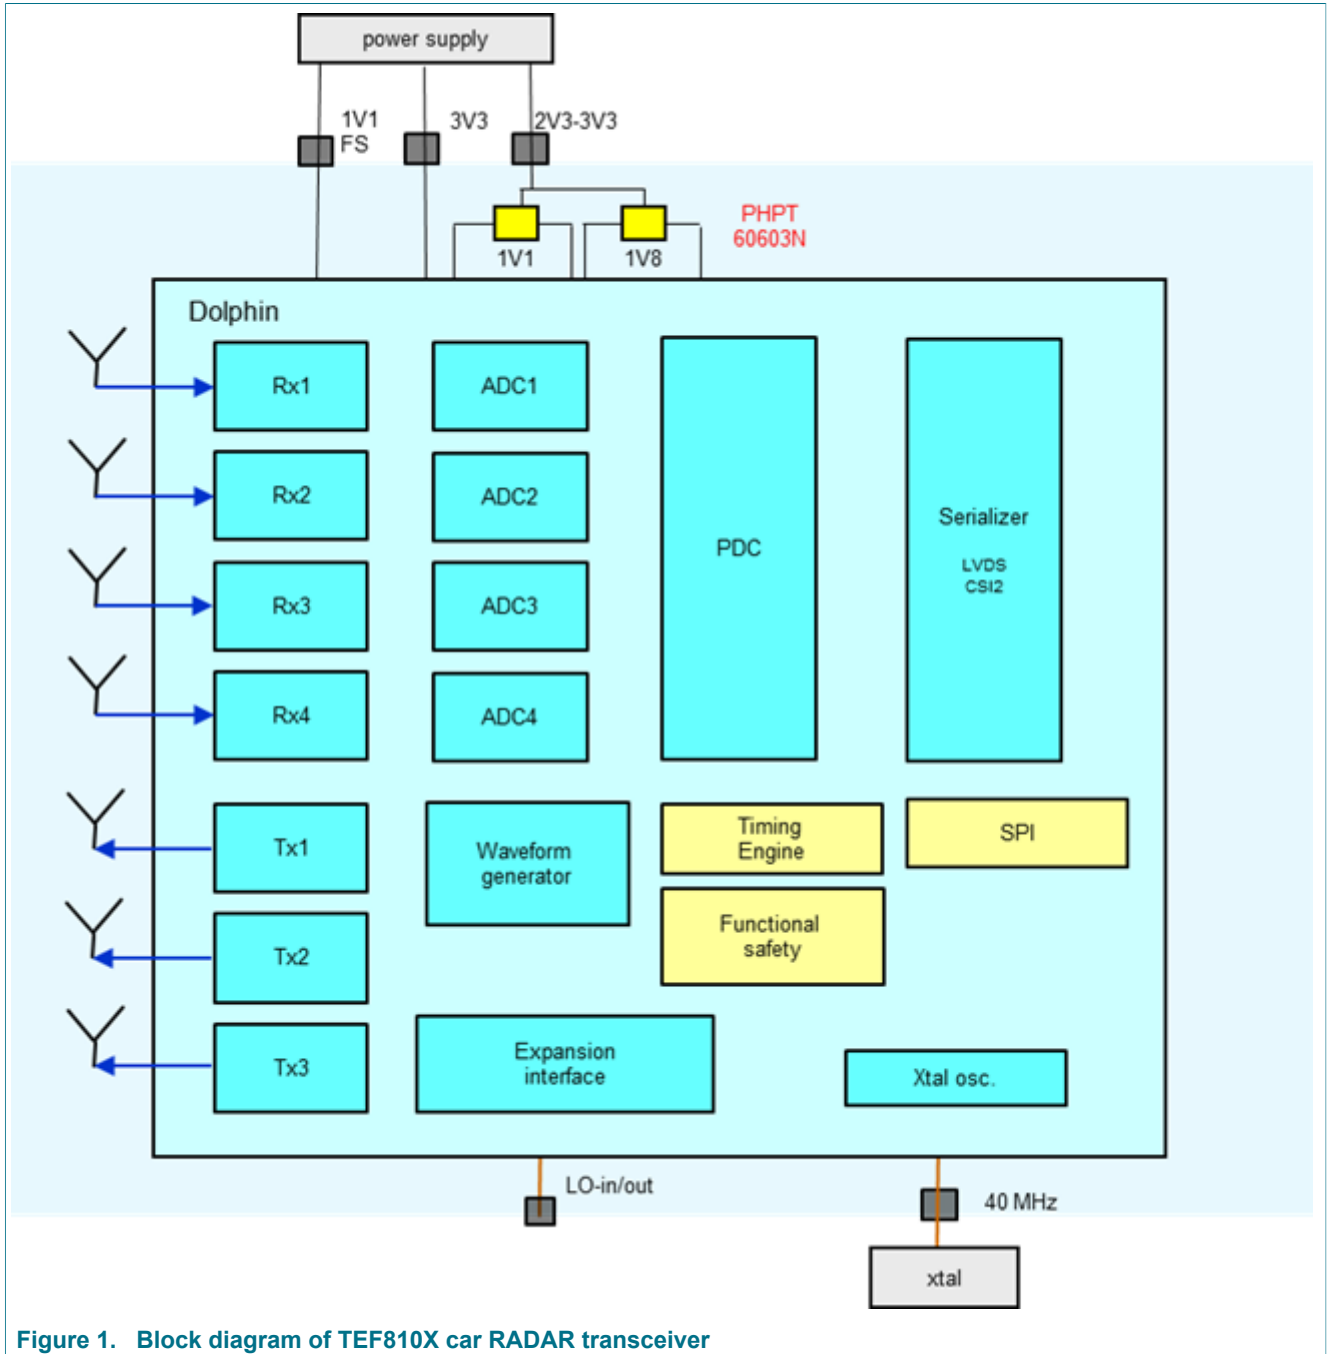 power supply
1V1
FS
3V3
2V3-3V3
PHPT
60603N
1V1
1V8
Dolphin
Rx1
ADC1
Rx2
ADC2
Rx3
ADC3
Rx4
ADC4
PDC
Serializer
LVDS
CSI2
Tx1
Waveform
generator
Timing
Engine
SPI
Functional
safety
Tx2
Tx3
Expansion
interface
Xtal osc.
LO-in/out
40 MHz
xtal
Figure 1. Block diagram of TEF810X car RADAR transceiver